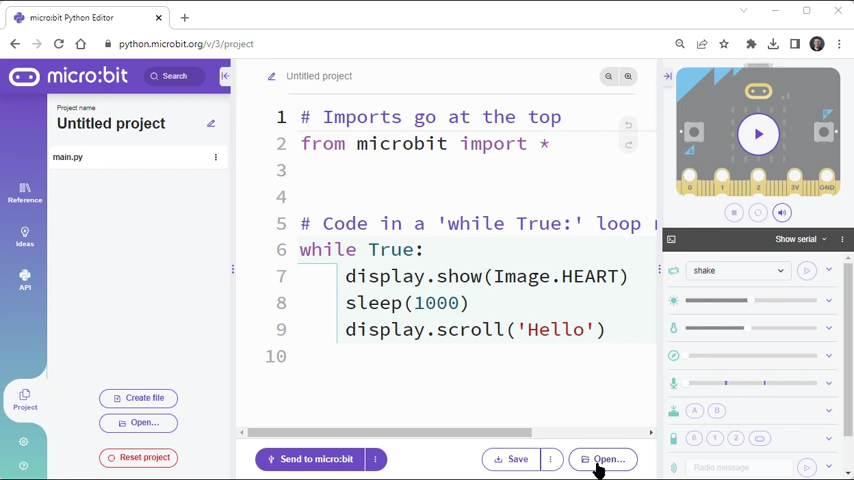 micro:bit Python Editor
python.microbit.org/v/3/project
micro:bit
Search
Project name
Untitled project
main.py
Reference
Ideas
API
Project
Create file
Open...
Reset project
Untitled project
1 # Imports go at the top
2 from microbit import *
3
4
5 # Code in a 'while True:' loop
6 while True:
7 display.show(Image.HEART)
8 sleep(1000)
9 display.scroll('Hello')
10
Send to micro:bit
Save
Open...
0 1 2 3V GND
Show serial
shake
A B
0 1 2
Radio message